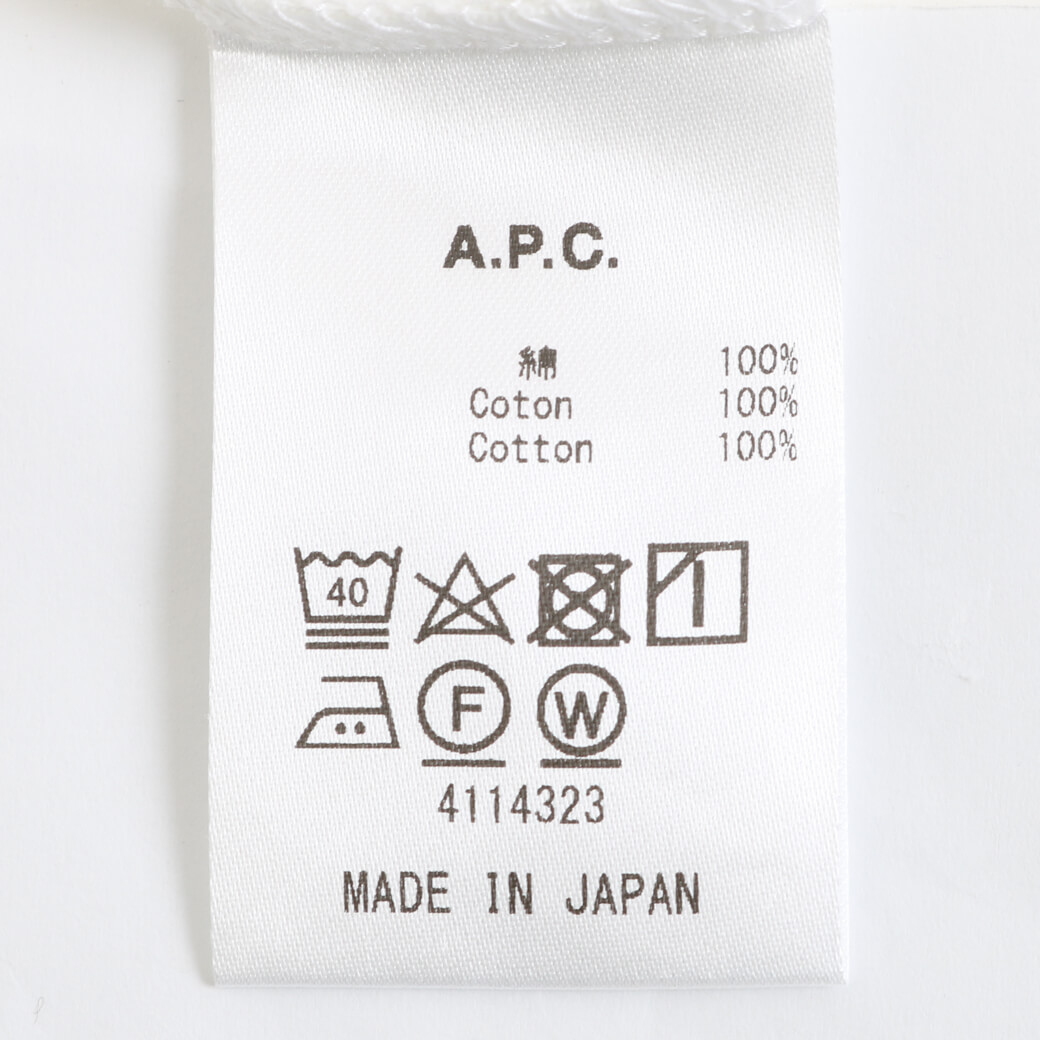 A.P.C.
綿 100%
Coton 100%
Cotton 100%
40
F W
4114323
MADE IN JAPAN